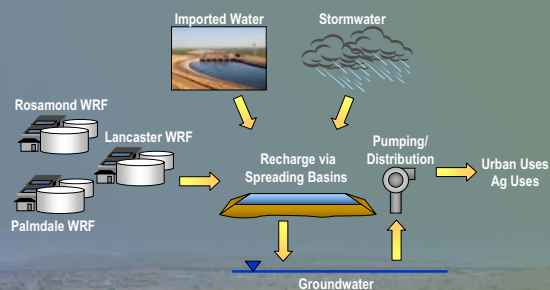 Imported Water
Stormwater
Rosamond WRF
Lancaster WRF
Palmdale WRF
Recharge via
Spreading Basins
Pumping/
Distribution
Urban Uses
Ag Uses
Groundwater